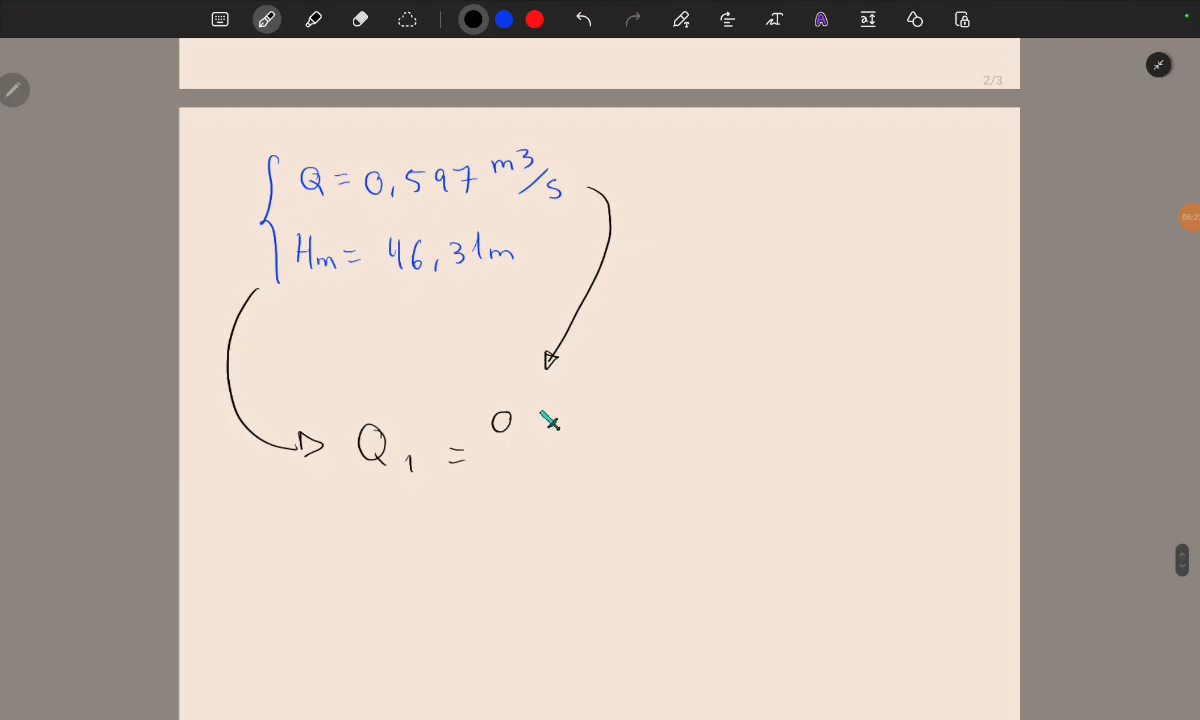 2/3
Q = 0,597 m3/s
Hm = 46,31m
Q1 = 0